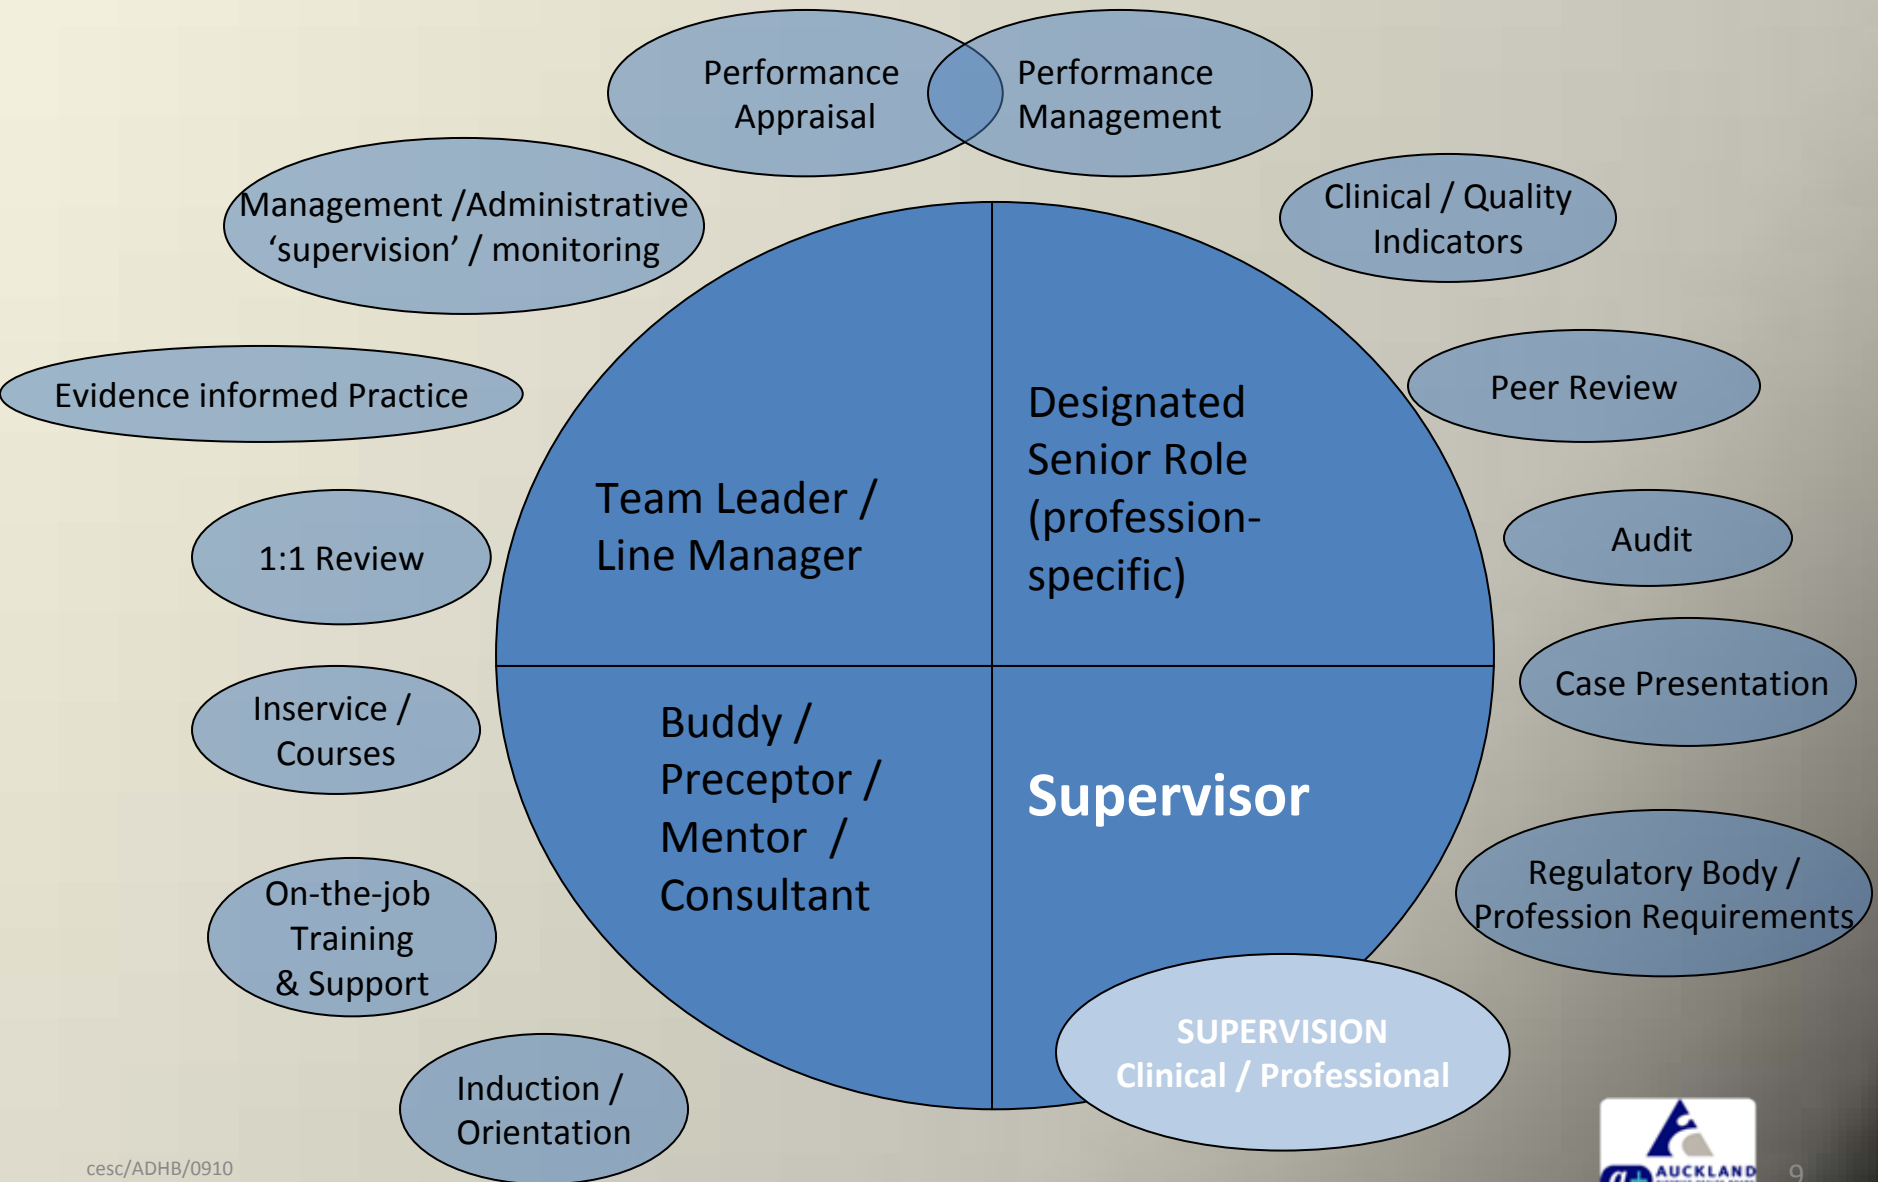 Performance
Appraisal
Performance
Management
Management /Administrative
‘supervision’ / monitoring
Clinical / Quality
Indicators
Evidence informed Practice
Peer Review
Designated
Senior Role
(profession-
specific)
Team Leader /
Line Manager
1:1 Review
Audit
Case Presentation
Inservice /
Courses
Buddy /
Preceptor /
Mentor /
Consultant
Supervisor
On-the-job
Training
& Support
Regulatory Body /
Profession Requirements
SUPERVISION
Clinical / Professional
Induction /
Orientation
cesc/ADHB/0910
AUCKLAND
9